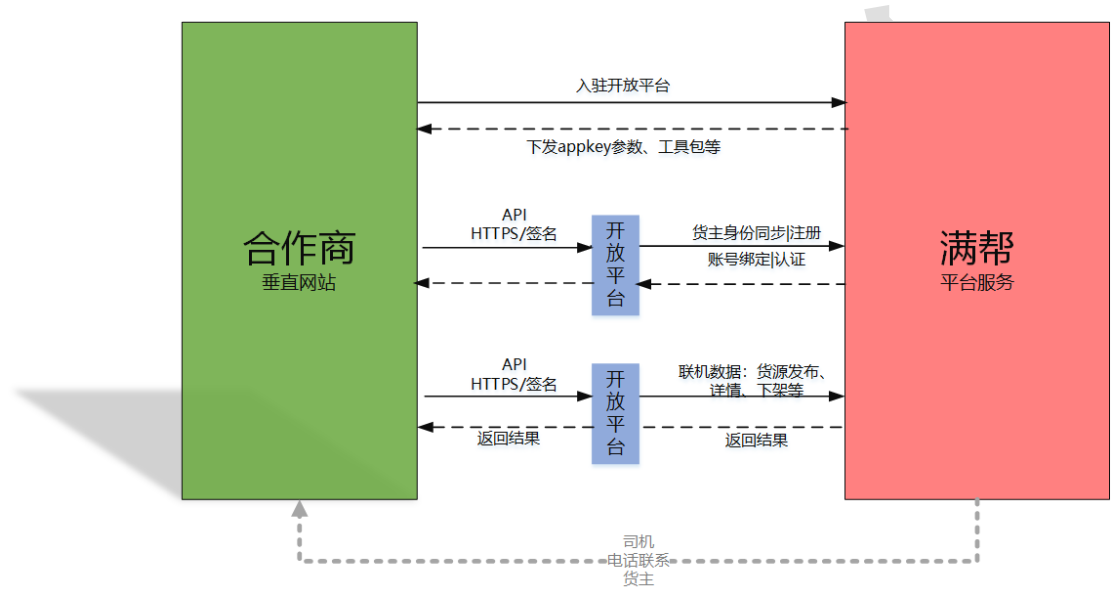 入驻开放平台
下发appkey参数、工具包等
合作商
垂直网站
API
HTTPS/签名
开
放
平
台
货主身份同步|注册
账号绑定|认证
满帮
平台服务
API
HTTPS/签名
开
放
平
台
联机数据：货源发布、
详情、下架等
返回结果
返回结果
司机
电话联系
货主